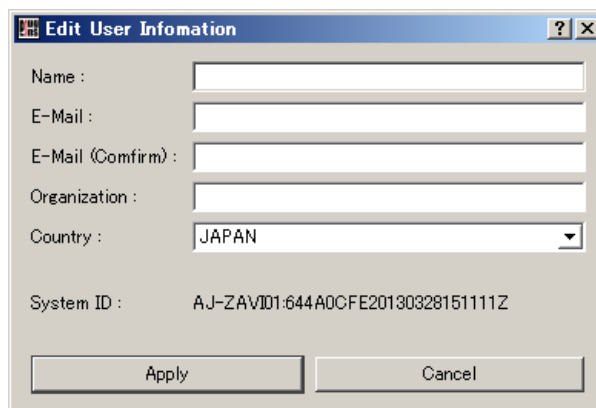 Edit User Infomation
Name :
E-Mail :
E-Mail (Comfirm) :
Organization :
Country : JAPAN
System ID : AJ-ZAVI01:644A0CFE20130328151111Z
Apply Cancel